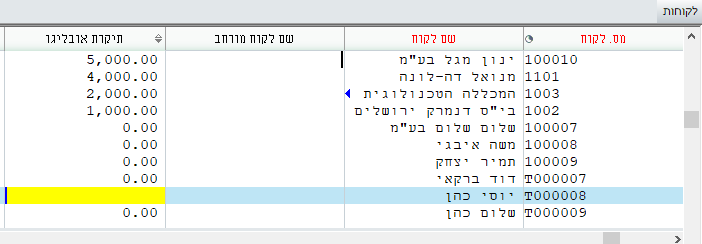 לקוחות
מס. לקוח שם לקוח שם לקוח מורחב תיקרת אובליגו
100010 ינון מגל בע"מ 5,000.00
1101 מנואל דה-לונה 4,000.00
1003 המכללה הטכנולוגית 2,000.00
1002 בי"ס דנמרק ירושלים 1,000.00
100007 שלום שלום בע"מ 0.00
100008 משה איבגי 0.00
100009 תמיר יצחק 0.00
T000007 דוד ברקאי 0.00
T000008 יוסי כהן
T000009 שלום כהן 0.00